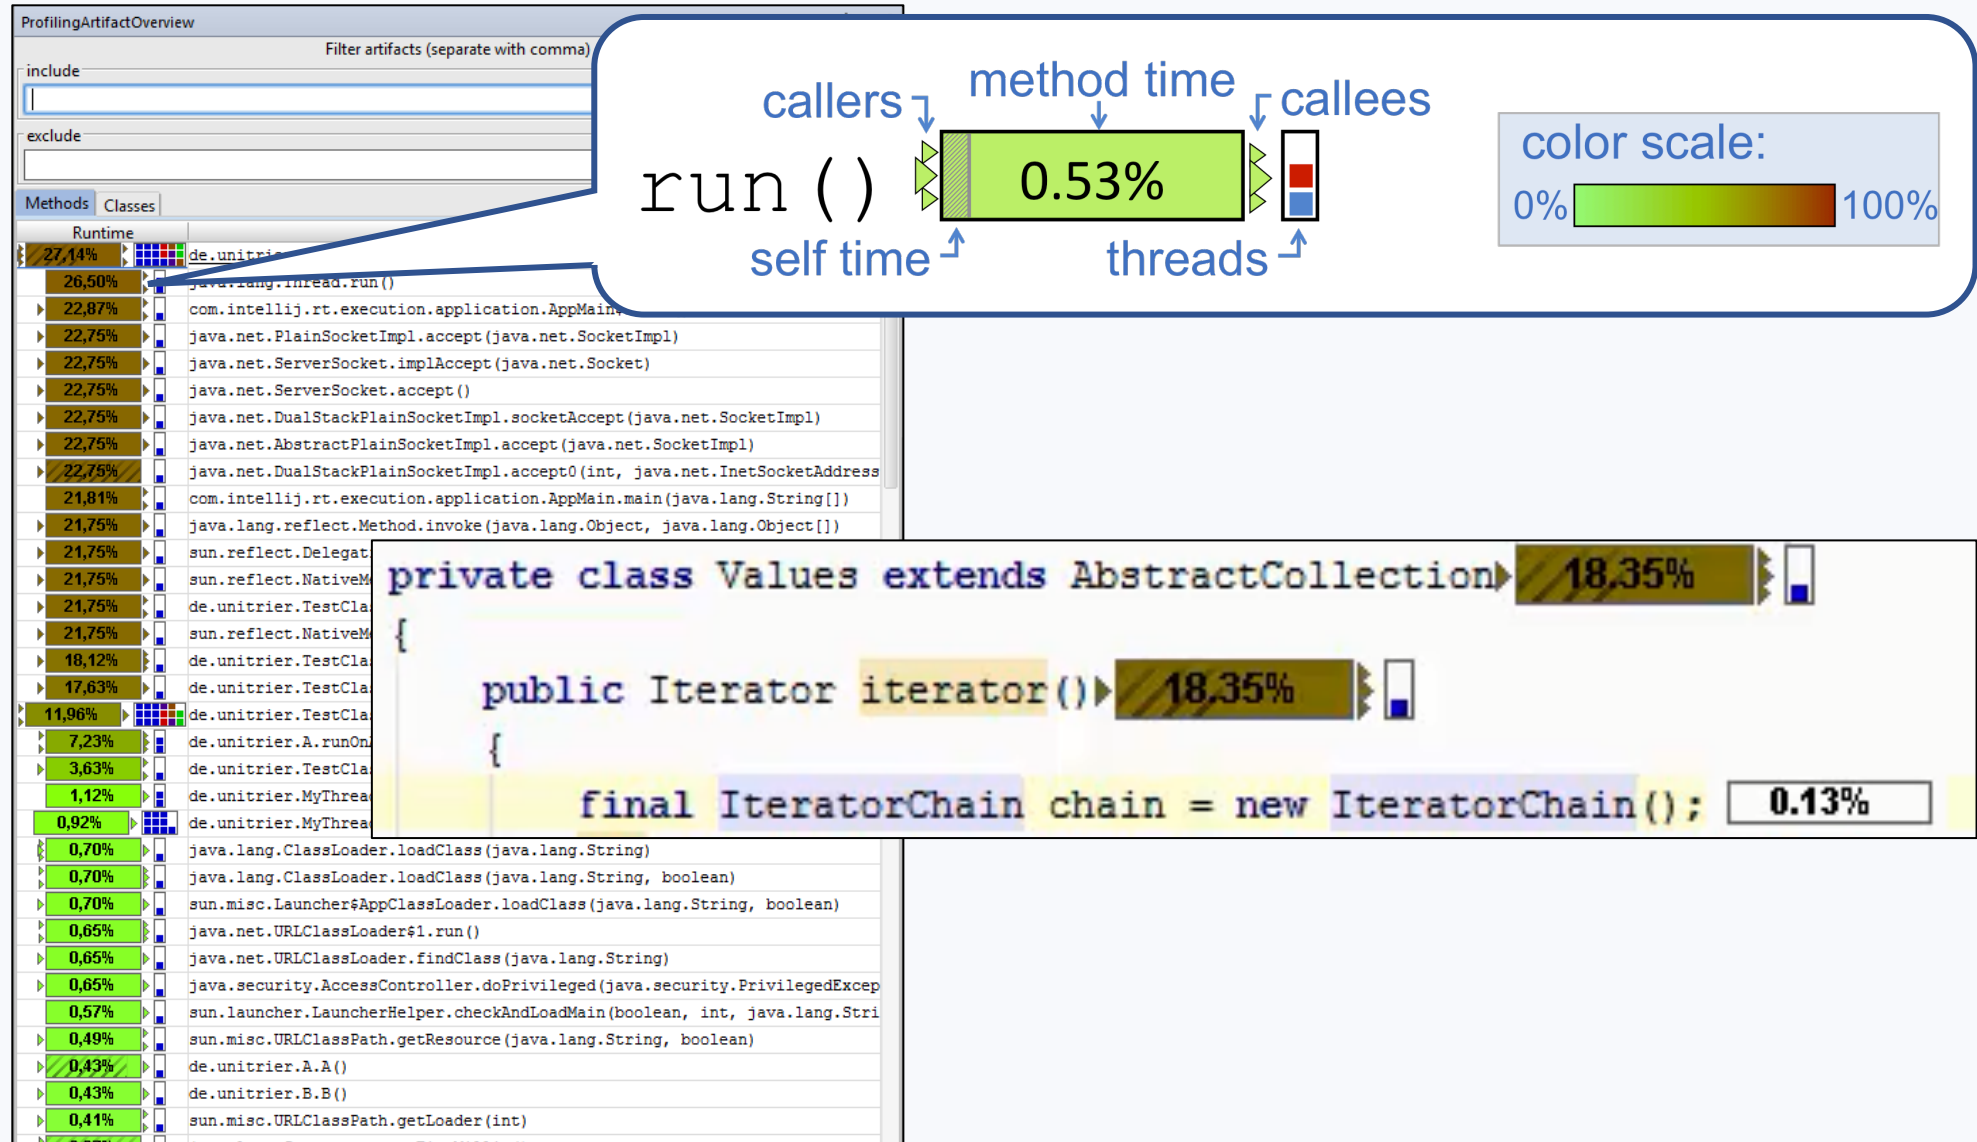 ProfilingArtifactOverview
Filter artifacts (separate with comma)
include
exclude
Methods Classes
Runtime
callers
method time
callees
run()
0.53%
self time
threads
color scale:
0%
100%
27,14% de.unitrie
26,50% java.lang.Thread.run()
22,87% com.intellij.rt.execution.application.AppMain$
22,75% java.net.PlainSocketImpl.accept(java.net.SocketImpl)
22,75% java.net.ServerSocket.implAccept(java.net.Socket)
22,75% java.net.ServerSocket.accept()
22,75% java.net.DualStackPlainSocketImpl.socketAccept(java.net.SocketImpl)
22,75% java.net.AbstractPlainSocketImpl.accept(java.net.SocketImpl)
22,75% java.net.DualStackPlainSocketImpl.accept0(int, java.net.InetSocketAddress
21,81% com.intellij.rt.execution.application.AppMain.main(java.lang.String[])
21,75% java.lang.reflect.Method.invoke(java.lang.Object, java.lang.Object[])
21,75% sun.reflect.Delegat
21,75% sun.reflect.NativeM
21,75% de.unitrier.TestCla
21,75% sun.reflect.NativeM
18,12% de.unitrier.TestCla
17,63% de.unitrier.TestCla
11,96% de.unitrier.TestCla
7,23% de.unitrier.A.runOn
3,63% de.unitrier.TestCla
1,12% de.unitrier.MyThrea
0,92% de.unitrier.MyThrea
private class Values extends AbstractCollection 18.35%
{
public Iterator iterator() 18.35%
{
final IteratorChain chain = new IteratorChain(); 0.13%
0,70% java.lang.ClassLoader.loadClass(java.lang.String)
0,70% java.lang.ClassLoader.loadClass(java.lang.String, boolean)
0,70% sun.misc.Launcher$AppClassLoader.loadClass(java.lang.String, boolean)
0,65% java.net.URLClassLoader$1.run()
0,65% java.net.URLClassLoader.findClass(java.lang.String)
0,65% java.security.AccessController.doPrivileged(java.security.PrivilegedExcep
0,57% sun.launcher.LauncherHelper.checkAndLoadMain(boolean, int, java.lang.Stri
0,49% sun.misc.URLClassPath.getResource(java.lang.String, boolean)
0,43% de.unitrier.A.A()
0,43% de.unitrier.B.B()
0,41% sun.misc.URLClassPath.getLoader(int)